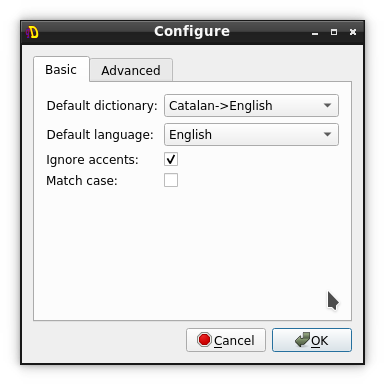 Configure
Basic Advanced
Default dictionary: Catalan->English
Default language: English
Ignore accents:
Match case:
Cancel OK